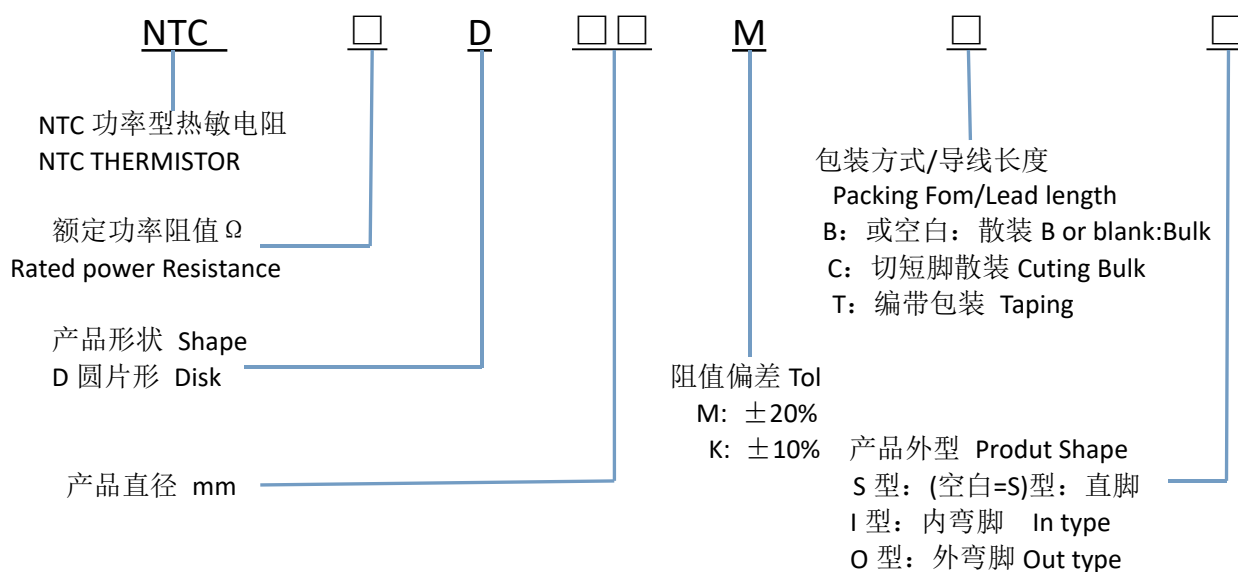 NTC □ D □□ M □ □
NTC 功率型热敏电阻
NTC THERMISTOR
额定功率阻值 Ω
Rated power Resistance
产品形状 Shape
D 圆片形 Disk
产品直径 mm
阻值偏差 Tol
M: ±20%
K: ±10%
包装方式/导线长度
Packing Fom/Lead length
B：或空白：散装 B or blank:Bulk
C：切短脚散装 Cuting Bulk
T：编带包装 Taping
产品外型 Produt Shape
S 型：(空白=S)型：直脚
I 型：内弯脚 In type
O 型：外弯脚 Out type